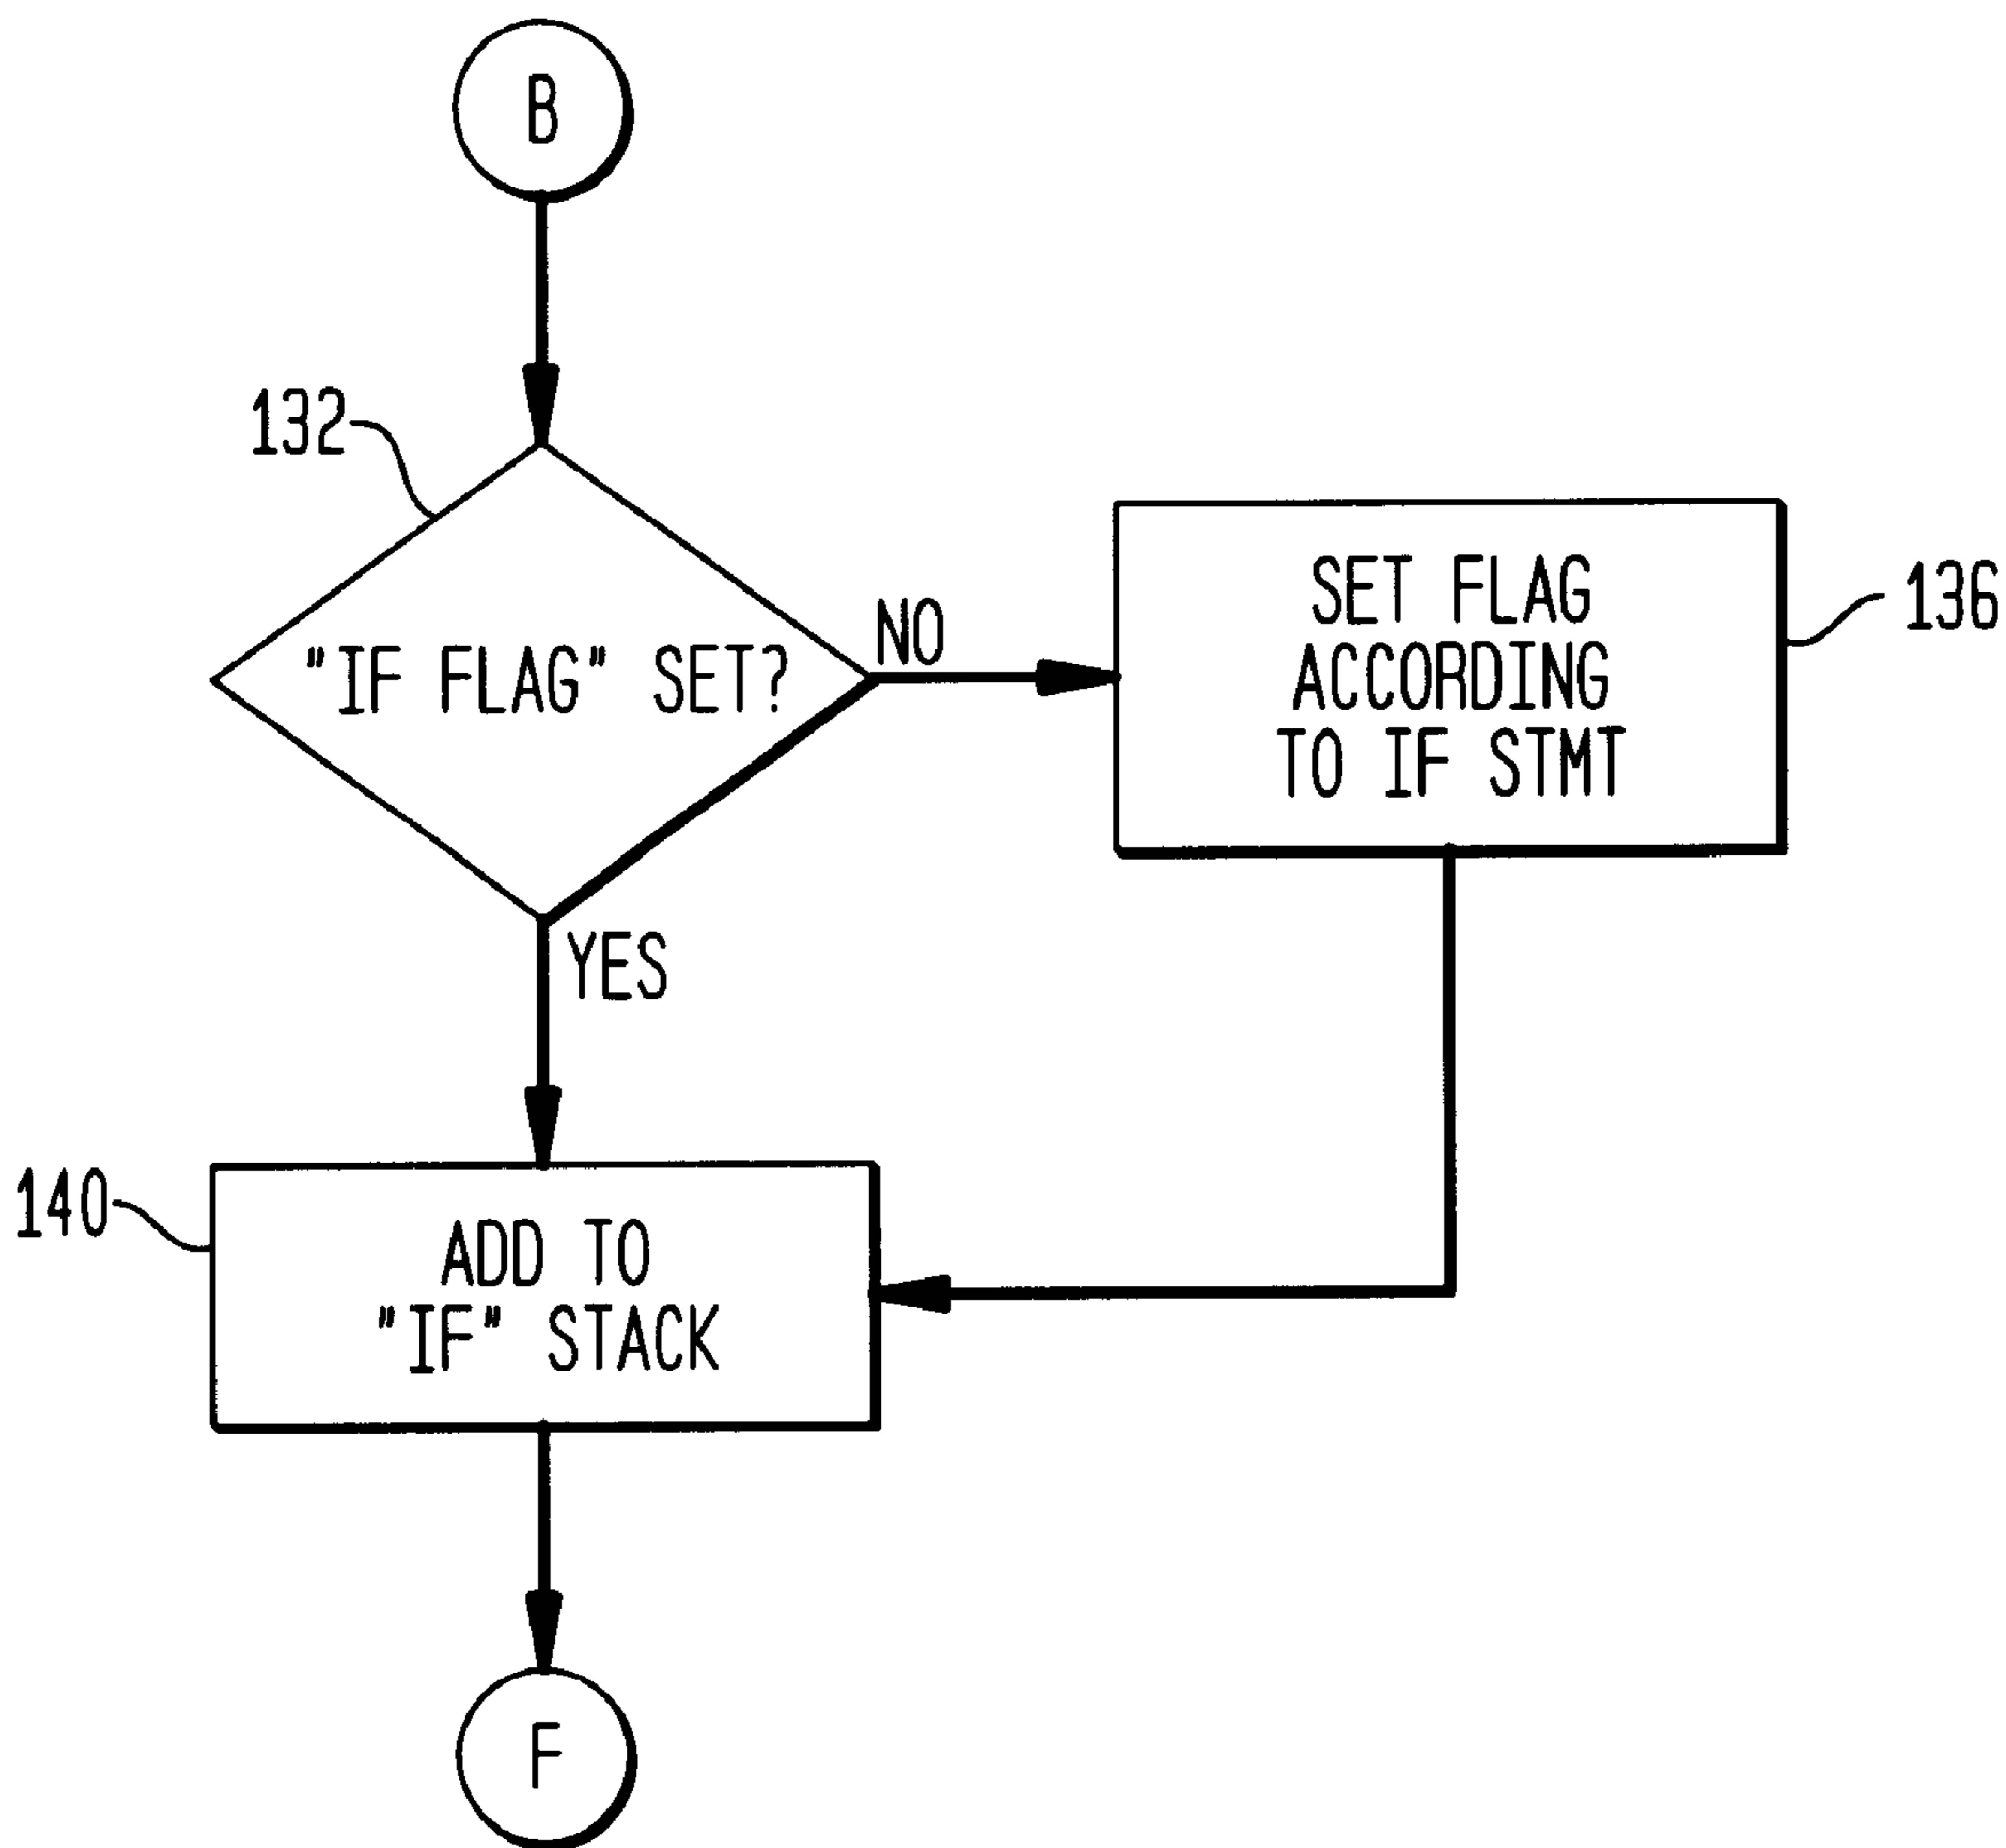 B
132
"IF FLAG" SET?
NO
SET FLAG
ACCORDING
TO IF STMT
136
YES
140
ADD TO
"IF" STACK
F